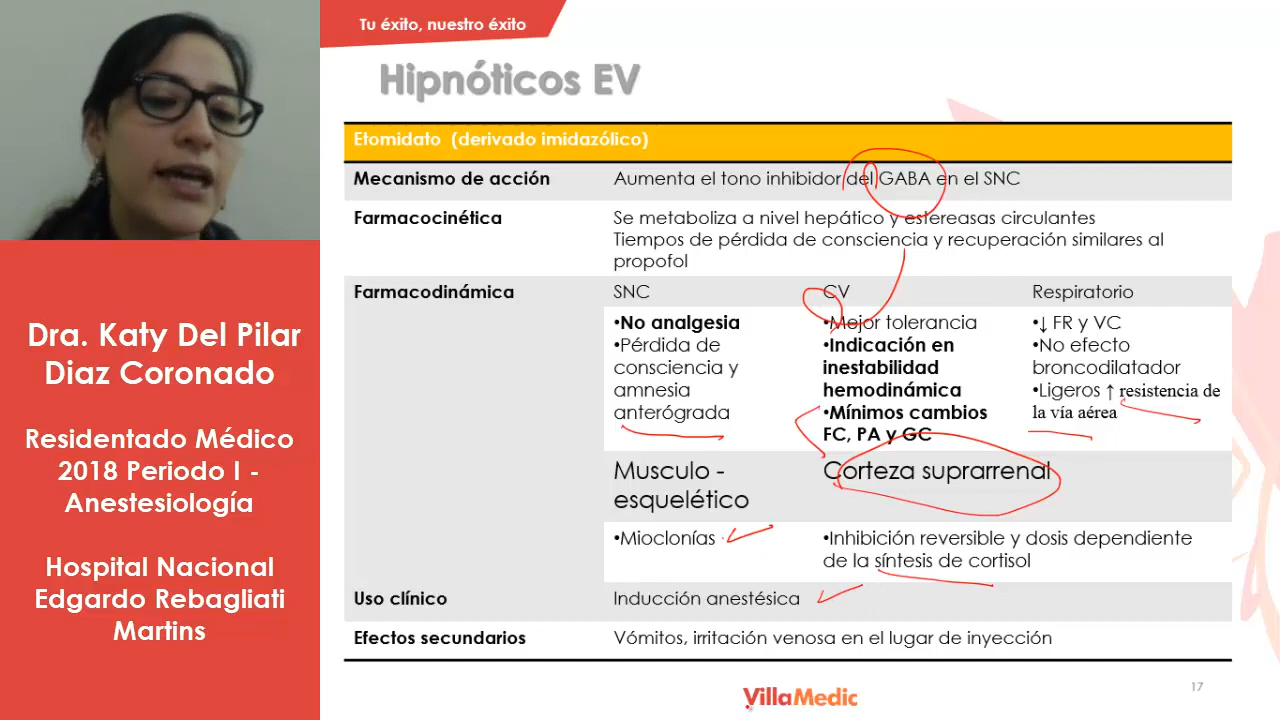 Tu éxito, nuestro éxito
Hipnóticos EV
Etomidato (derivado imidazólico)
Mecanismo de acción Aumenta el tono inhibidor del GABA en el SNC
Farmacocinética Se metaboliza a nivel hepático y estereasas circulantes
Tiempos de pérdida de consciencia y recuperación similares al
propofol
Farmacodinámica SNC CV Respiratorio
•No analgesia
•Pérdida de
consciencia y
amnesia
anterógrada
•Mejor tolerancia
•Indicación en
inestabilidad
hemodinámica
•Mínimos cambios
FC, PA y GC
•↓ FR y VC
•No efecto
broncodilatador
•Ligeros ↑ resistencia de
la vía aérea
Musculo -
esquelético
Corteza suprarrenal
•Mioclonías
•Inhibición reversible y dosis dependiente
de la síntesis de cortisol
Uso clínico Inducción anestésica
Efectos secundarios Vómitos, irritación venosa en el lugar de inyección
Dra. Katy Del Pilar
Diaz Coronado
Residentado Médico
2018 Periodo I -
Anestesiología
Hospital Nacional
Edgardo Rebagliati
Martins
VillaMedic
17